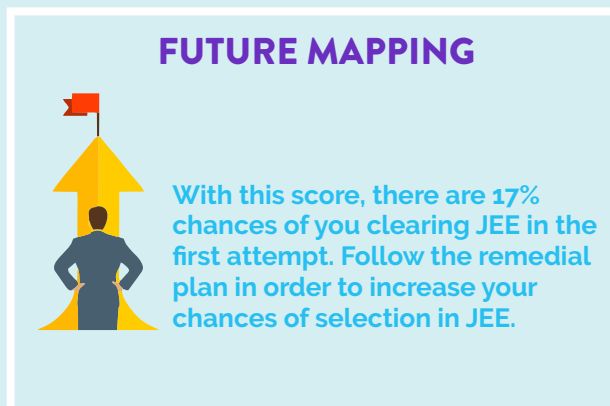 FUTURE MAPPING
With this score, there are 17%
chances of you clearing JEE in the
first attempt. Follow the remedial
plan in order to increase your
chances of selection in JEE.